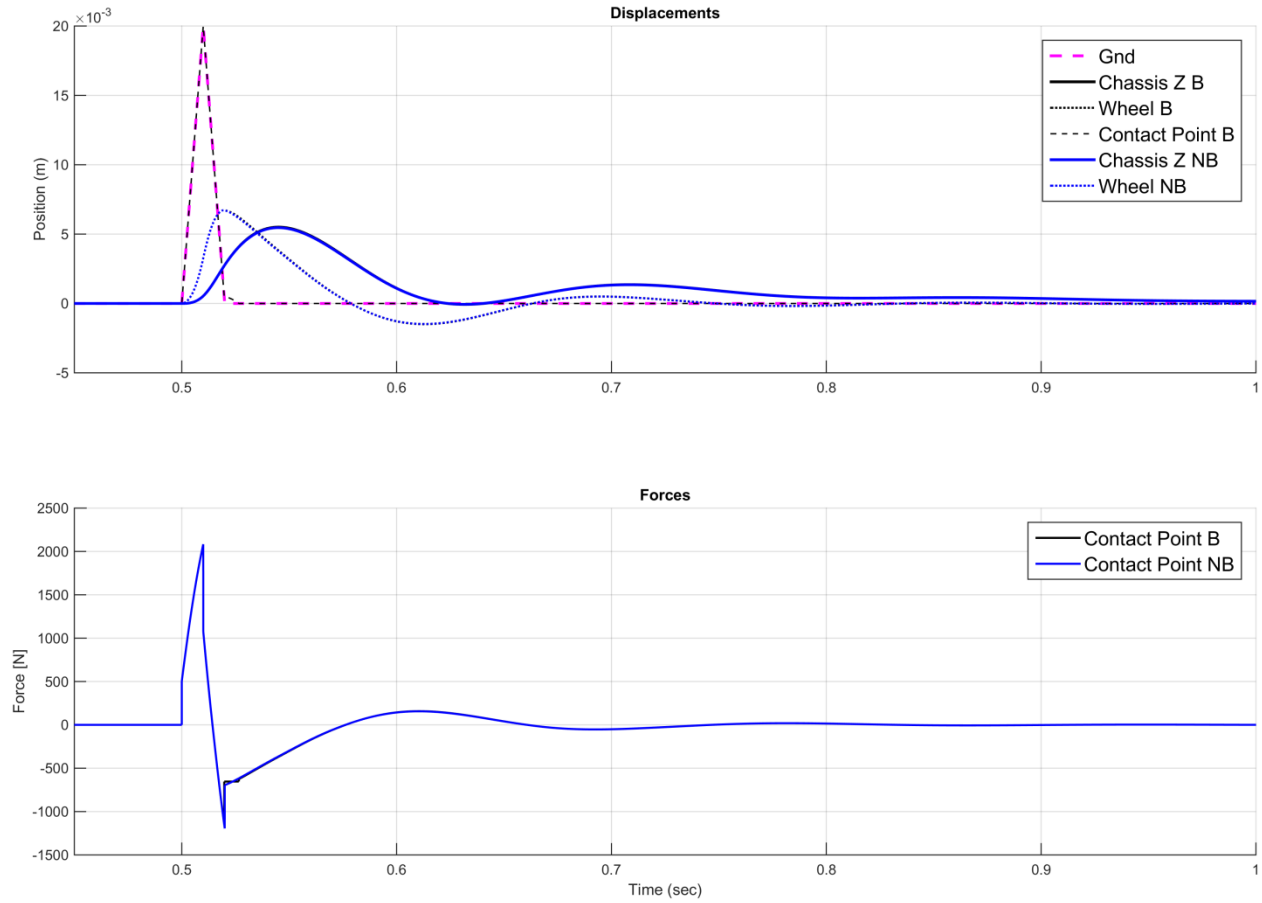 Displacements
×10-3
20
15
10
5
0
-5
Position (m)
0.5 0.6 0.7 0.8 0.9 1
Gnd
Chassis Z B
Wheel B
Contact Point B
Chassis Z NB
Wheel NB
Forces
2500
2000
1500
1000
500
0
-500
-1000
-1500
Force [N]
0.5 0.6 0.7 0.8 0.9 1
Time (sec)
Contact Point B
Contact Point NB